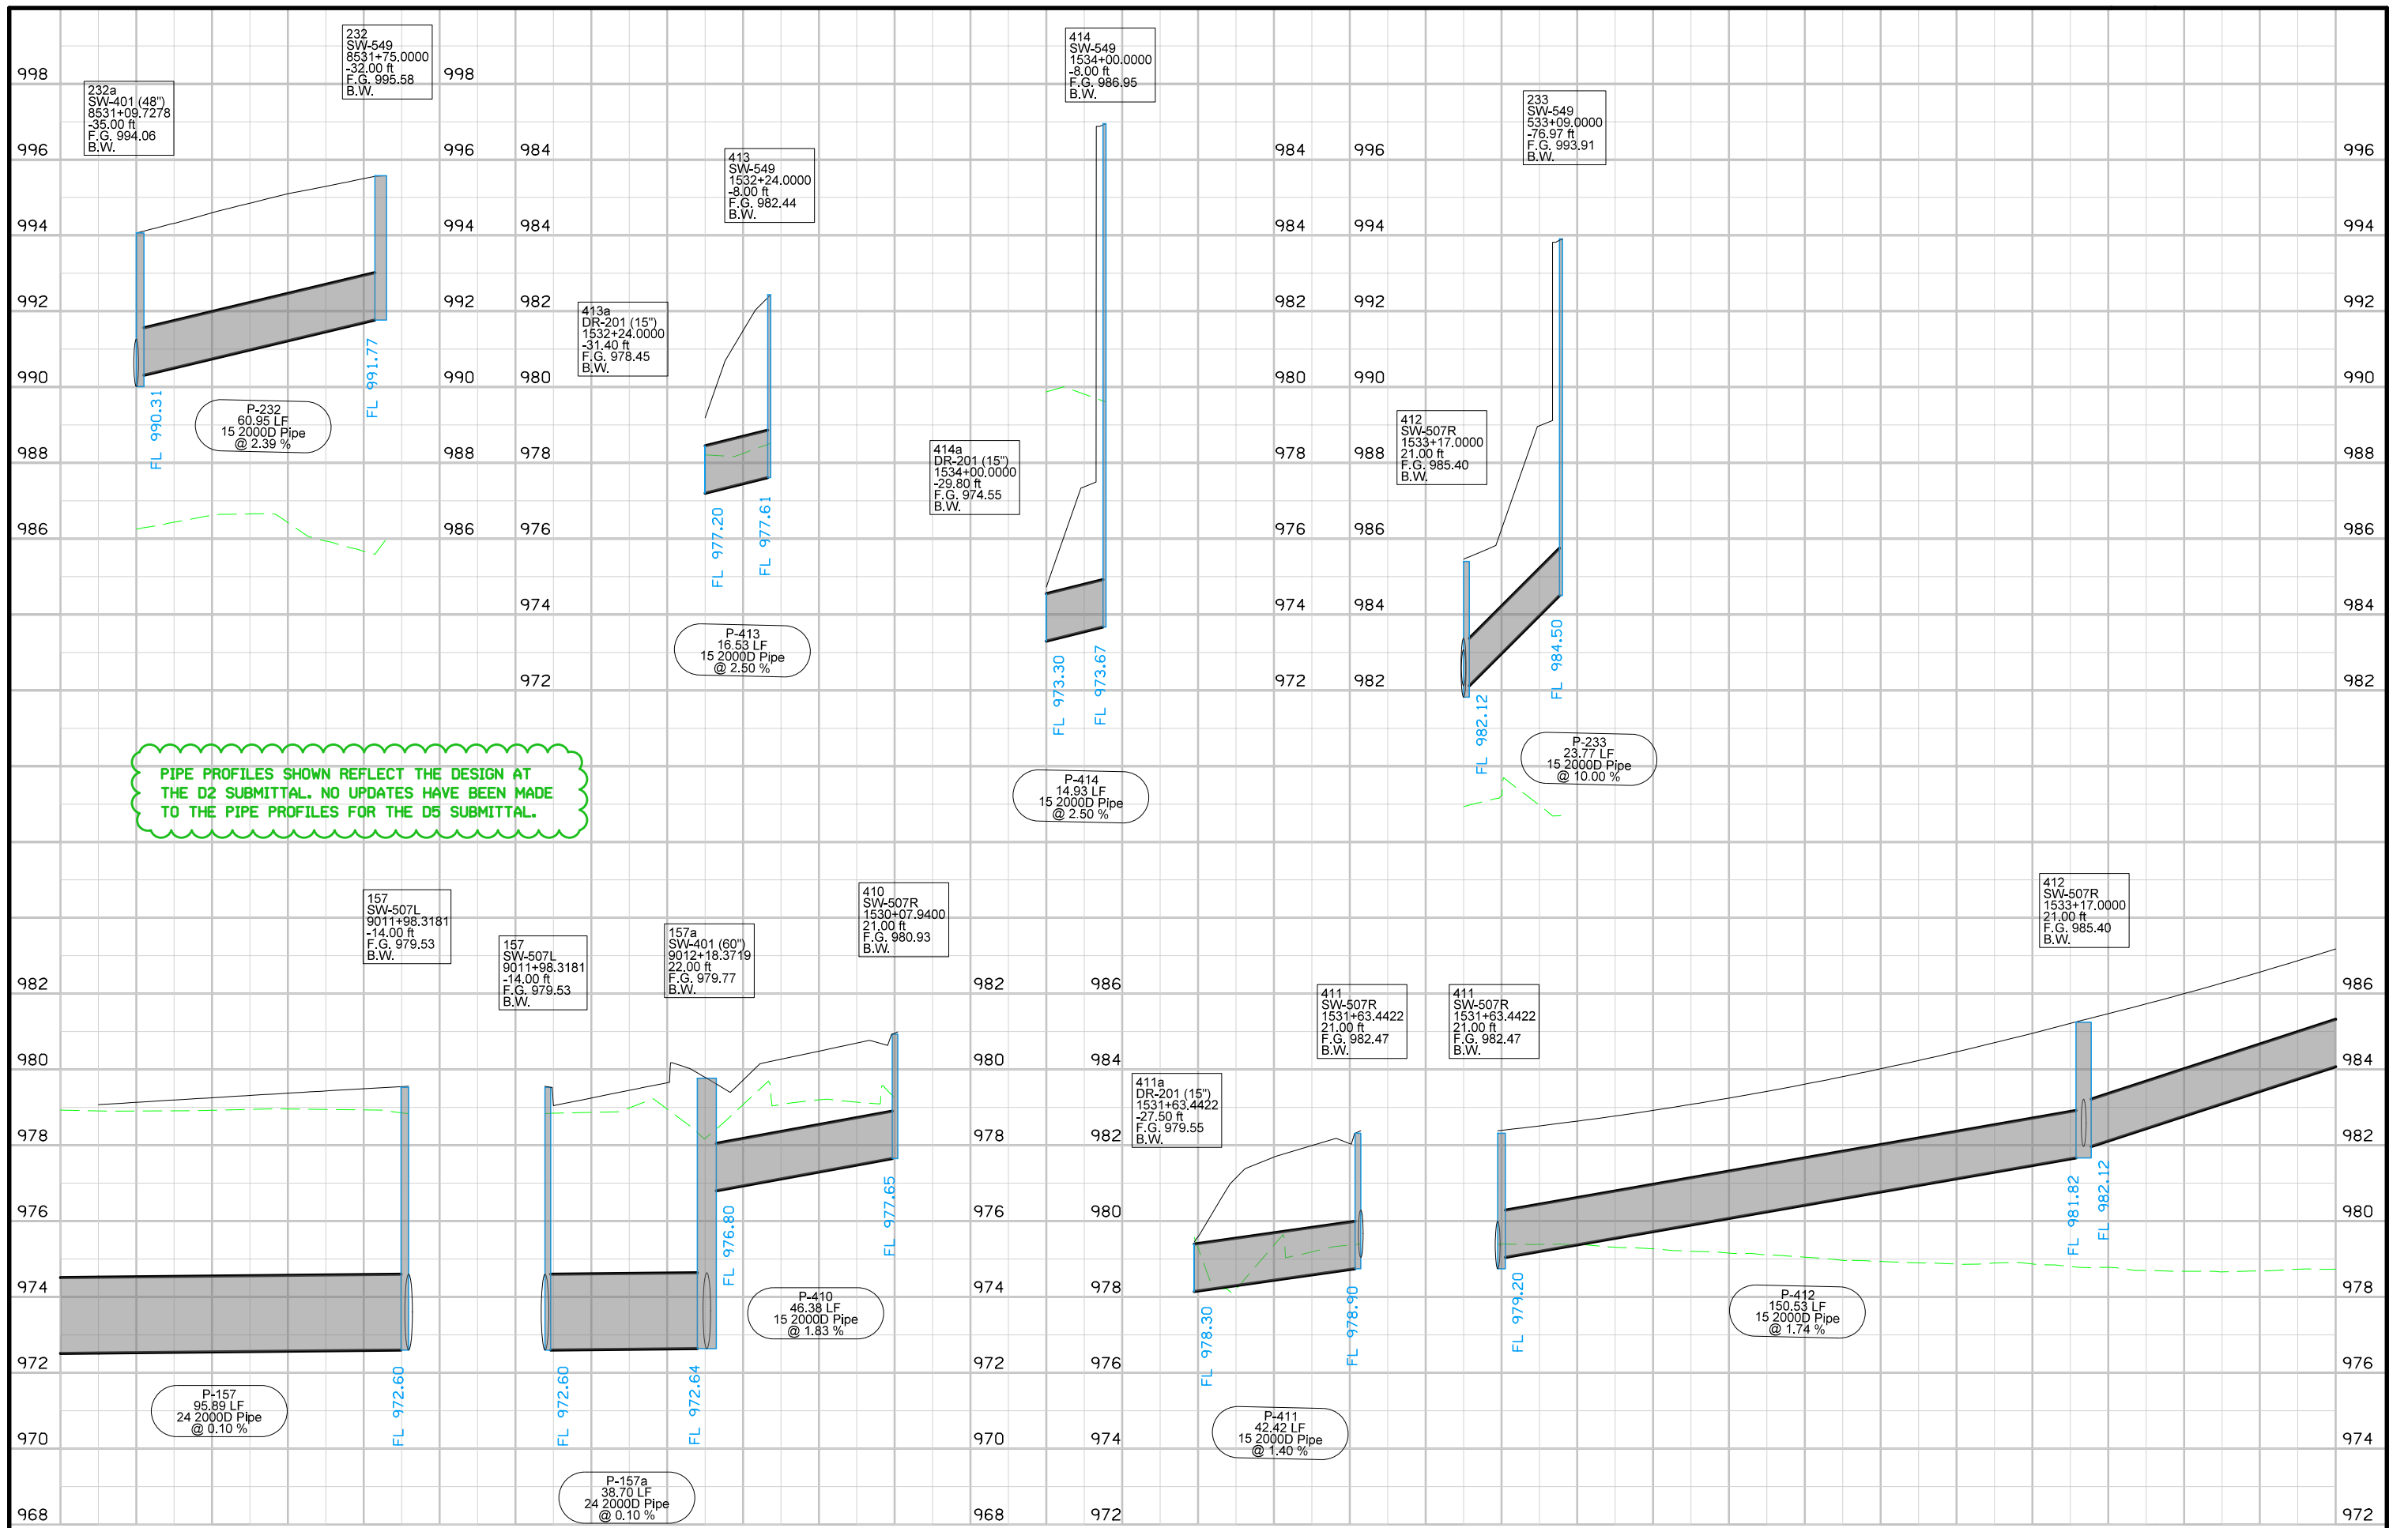 998
996
994
992
990
988
986
232a
SW-401 (48")
8531+09.7278
-35.00 ft
F.G. 994.06
B.W.
232
SW-549
8531+75.0000
-32.00 ft
F.G. 995.58
B.W.
FL 990.31
FL 991.77
P-232
60.95 LF
15 2000D Pipe
@ 2.39 %
998
996
994
992
990
988
986
984
984
982
980
978
976
974
972
413a
DR-201 (15")
1532+24.0000
-31.40 ft
F.G. 978.45
B.W.
413
SW-549
1532+24.0000
-8.00 ft
F.G. 982.44
B.W.
FL 977.20
FL 977.61
P-413
16.53 LF
15 2000D Pipe
@ 2.50 %
414a
DR-201 (15")
1534+00.0000
-29.80 ft
F.G. 974.55
B.W.
414
SW-549
1534+00.0000
-8.00 ft
F.G. 986.95
B.W.
FL 973.30
FL 973.67
P-414
14.93 LF
15 2000D Pipe
@ 2.50 %
984
984
982
980
978
976
974
972
996
994
992
990
988
986
984
982
412
SW-507R
1533+17.0000
21.00 ft
F.G. 985.40
B.W.
233
SW-549
533+09.0000
-76.97 ft
F.G. 993.91
B.W.
FL 982.12
FL 984.50
P-233
23.77 LF
15 2000D Pipe
@ 10.00 %
996
994
992
990
988
986
984
982
PIPE PROFILES SHOWN REFLECT THE DESIGN AT
THE D2 SUBMITTAL. NO UPDATES HAVE BEEN MADE
TO THE PIPE PROFILES FOR THE D5 SUBMITTAL.
982
980
978
976
974
972
970
968
157
SW-507L
9011+98.3181
-14.00 ft
F.G. 979.53
B.W.
FL 972.60
P-157
95.89 LF
24 2000D Pipe
@ 0.10 %
157
SW-507L
9011+98.3181
-14.00 ft
F.G. 979.53
B.W.
157a
SW-401 (60")
9012+18.3719
22.00 ft
F.G. 979.77
B.W.
410
SW-507R
1530+07.9400
21.00 ft
F.G. 980.93
B.W.
FL 972.60
FL 972.64
FL 976.80
FL 977.65
P-410
46.38 LF
15 2000D Pipe
@ 1.83 %
P-157a
38.70 LF
24 2000D Pipe
@ 0.10 %
982
980
978
976
974
972
970
968
986
984
982
980
978
976
974
972
411a
DR-201 (15")
1531+63.4422
-27.50 ft
F.G. 979.55
B.W.
411
SW-507R
1531+63.4422
21.00 ft
F.G. 982.47
B.W.
FL 978.30
FL 978.90
P-411
42.42 LF
15 2000D Pipe
@ 1.40 %
411
SW-507R
1531+63.4422
21.00 ft
F.G. 982.47
B.W.
412
SW-507R
1533+17.0000
21.00 ft
F.G. 985.40
B.W.
FL 979.20
FL 981.82
FL 982.12
P-412
150.53 LF
15 2000D Pipe
@ 1.74 %
986
984
982
980
978
976
974
972